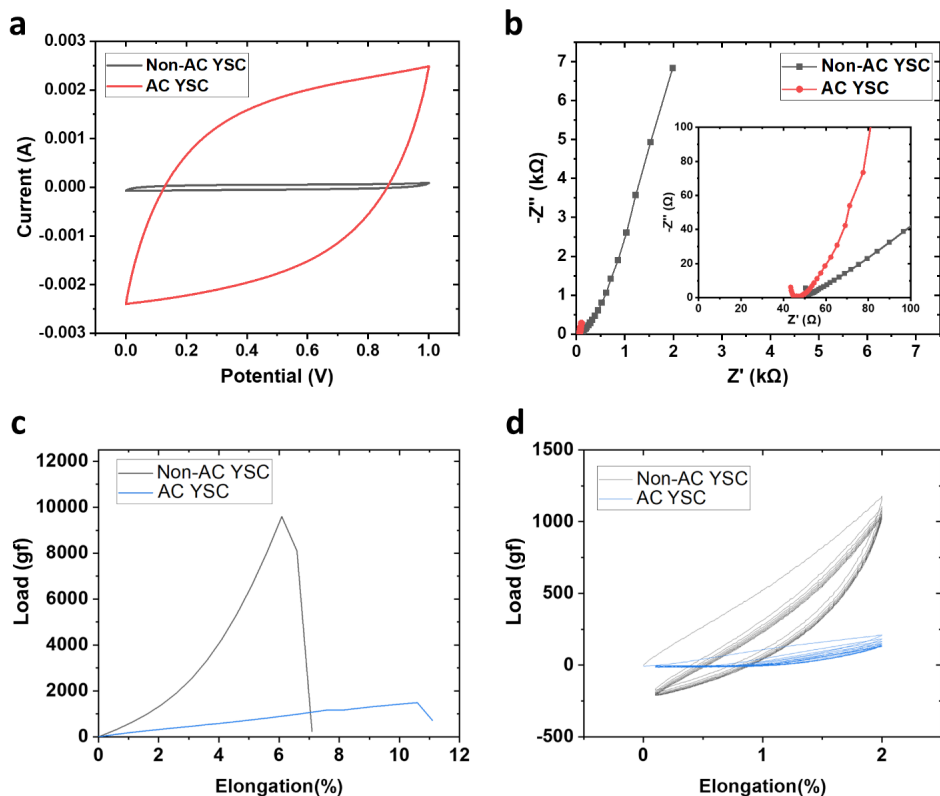 a
0.003
0.002
0.001
0.000
-0.001
-0.002
-0.003
Current (A)
Non-AC YSC
AC YSC
0.0 0.2 0.4 0.6 0.8 1.0
Potential (V)
b
7
6
5
4
3
2
1
0
-Z'' (kΩ)
Non-AC YSC
AC YSC
100
80
60
40
20
0
-Z'' (Ω)
0 20 40 60 80 100
Z' (Ω)
0 1 2 3 4 5 6 7
Z' (kΩ)
c
12000
10000
8000
6000
4000
2000
0
Load (gf)
Non-AC YSC
AC YSC
0 2 4 6 8 10 12
Elongation(%)
d
1500
1000
500
0
-500
Load (gf)
Non-AC YSC
AC YSC
0 1 2
Elongation(%)